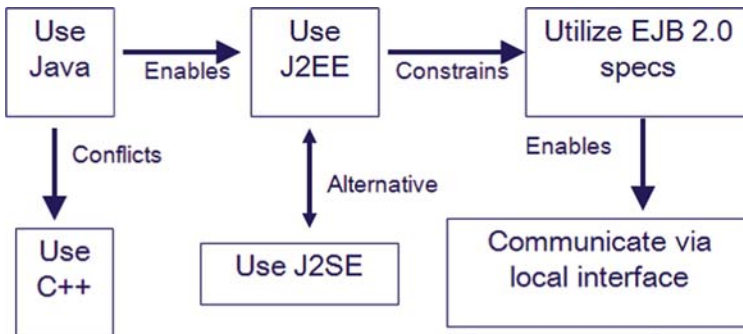 Use
Java
Enables
Use
J2EE
Constrains
Utilize EJB 2.0
specs
Conflicts
Alternative
Enables
Use
C++
Use J2SE
Communicate via
local interface